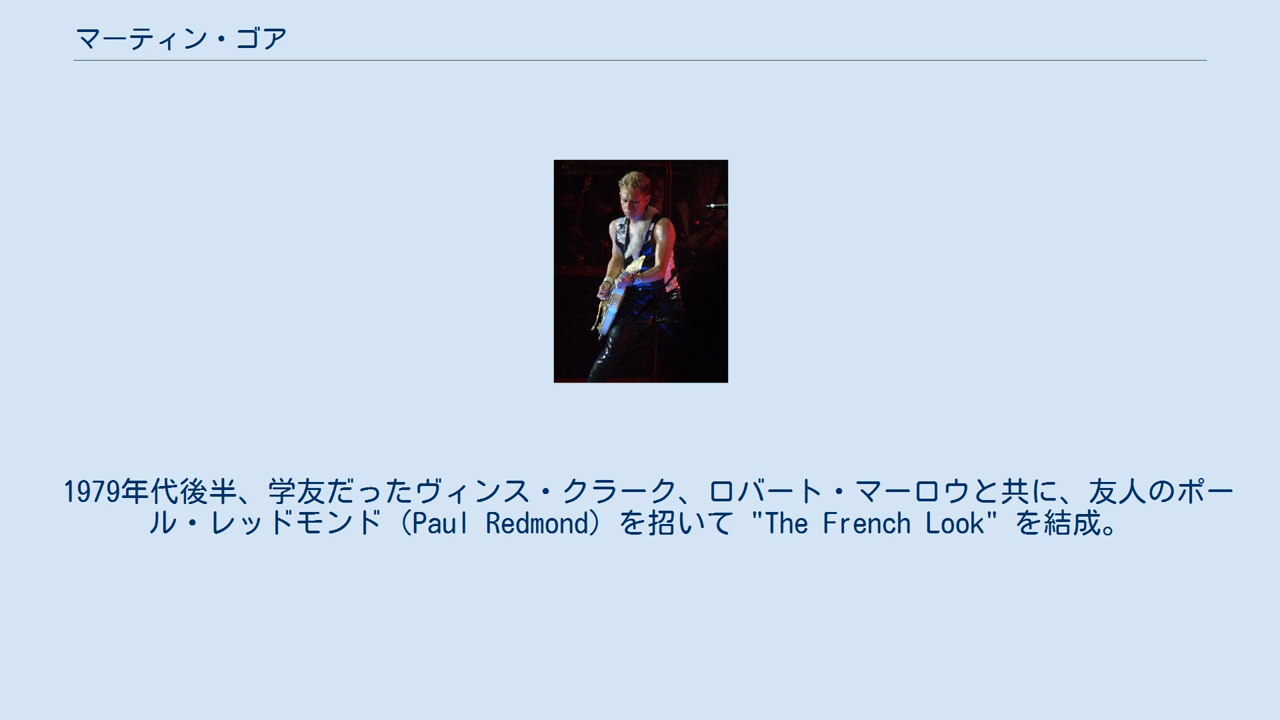 マーティン・ゴア
1979年代後半、学友だったヴィンス・クラーク、ロバート・マーロウと共に、友人のポー
ル・レッドモンド（Paul Redmond）を招いて "The French Look" を結成。